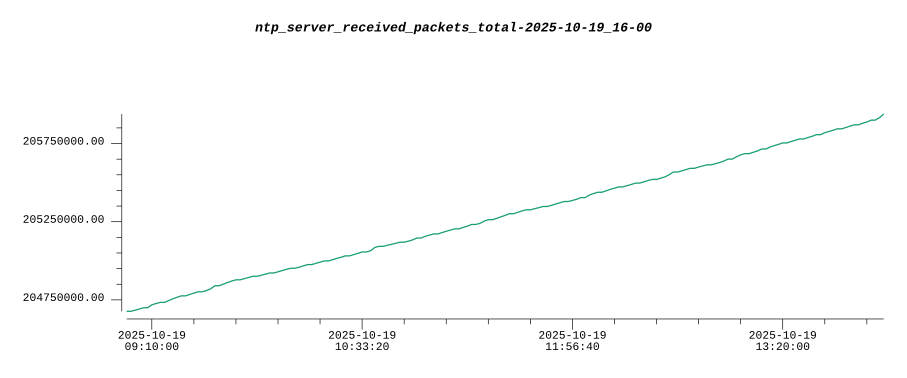 ntp_server_received_packets_total-2025-10-19_16-00
205750000.00
205250000.00
204750000.00
2025-10-19 2025-10-19 2025-10-19 2025-10-19
09:10:00 10:33:20 11:56:40 13:20:00